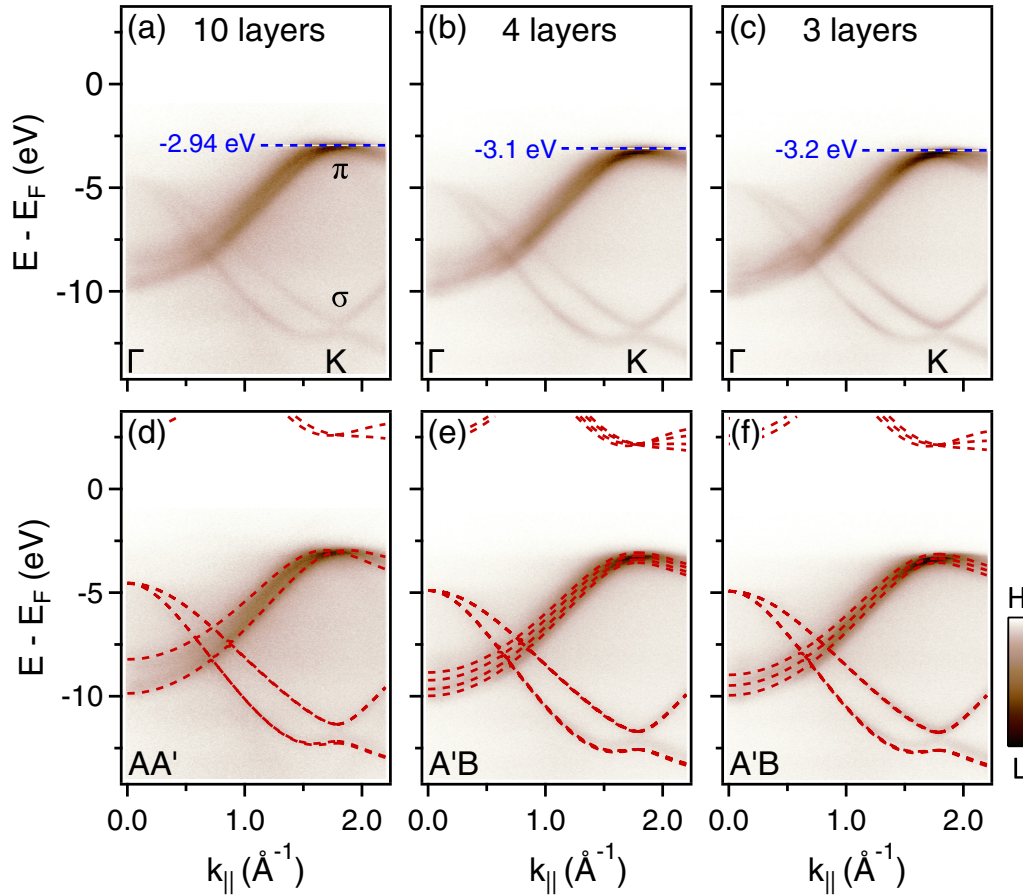 (a) 10 layers
(b) 4 layers
(c) 3 layers
E - E_F (eV)
0
-5
-10
-2.94 eV
-3.1 eV
-3.2 eV
π
σ
Γ K
Γ K
Γ K
(d)
(e)
(f)
E - E_F (eV)
0
-5
-10
AA'
A'B
A'B
H
L
0.0 1.0 2.0
0.0 1.0 2.0
0.0 1.0 2.0
k_|| (Å⁻¹)
k_|| (Å⁻¹)
k_|| (Å⁻¹)